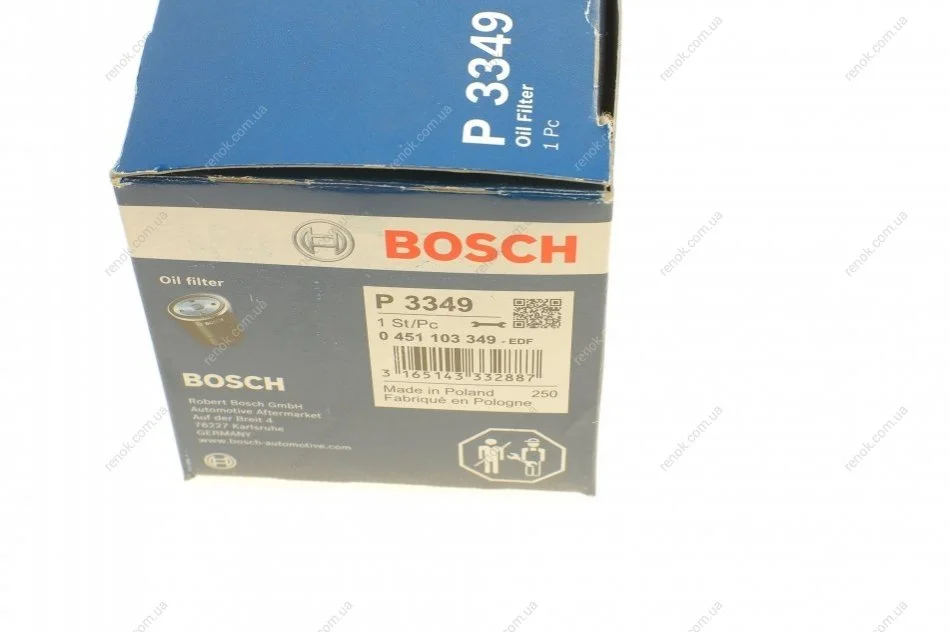 P 3349
Oil Filter
1 Pc
BOSCH
Oil filter
BOSCH
P 3349
1 St/Pc
0 451 103 349 - EDF
3 165143 332887
Made in Poland 250
Fabriqué en Pologne
BOSCH
Robert Bosch GmbH
Automotive Aftermarket
Auf der Breit 4
76227 Karlsruhe
GERMANY
www.bosch-automotive.com
renok.com.ua